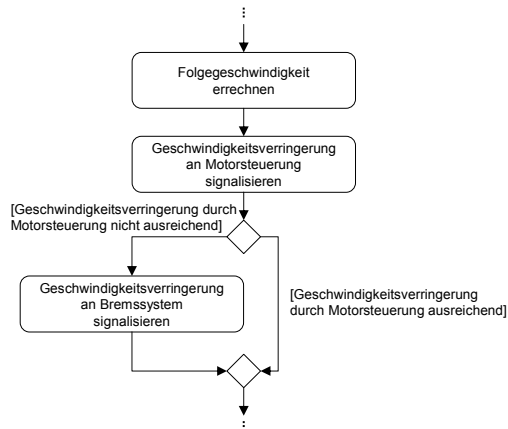 ⋮
Folgegeschwindigkeit
errechnen
Geschwindigkeitsverringerung
an Motorsteuerung
signalisieren
[Geschwindigkeitsverringerung durch
Motorsteuerung nicht ausreichend]
Geschwindigkeitsverringerung
an Bremssystem
signalisieren
[Geschwindigkeitsverringerung
durch Motorsteuerung ausreichend]
⋮